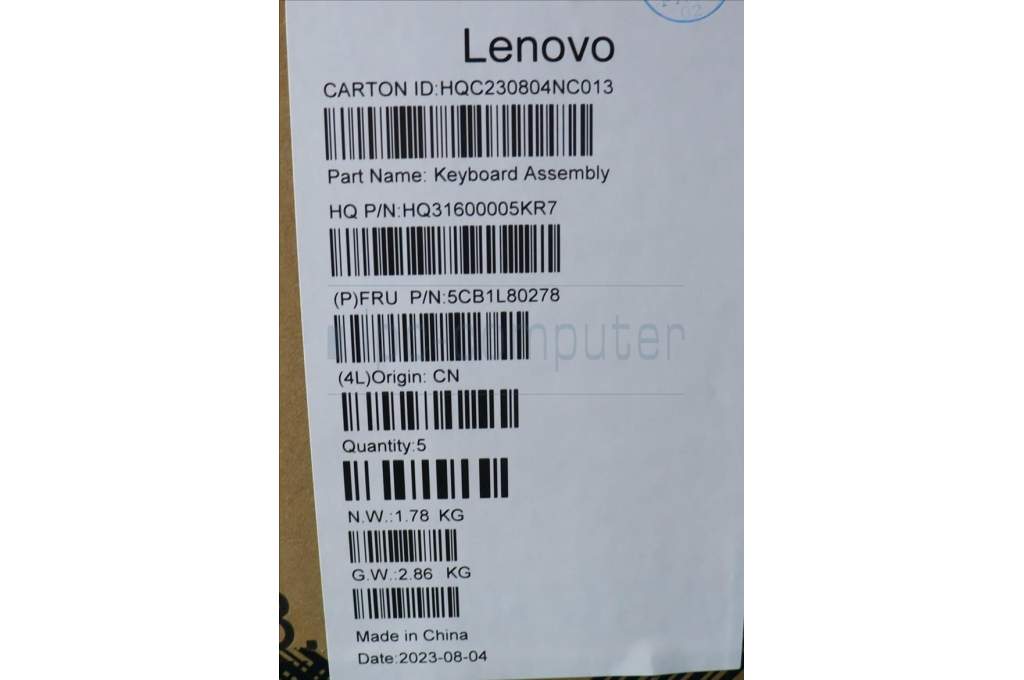 Lenovo
CARTON ID:HQC230804NC013
Part Name: Keyboard Assembly
HQ P/N:HQ31600005KR7
(P)FRU P/N:5CB1L80278
(4L)Origin: CN
Quantity:5
N.W.:1.78 KG
G.W.:2.86 KG
Made in China
Date:2023-08-04